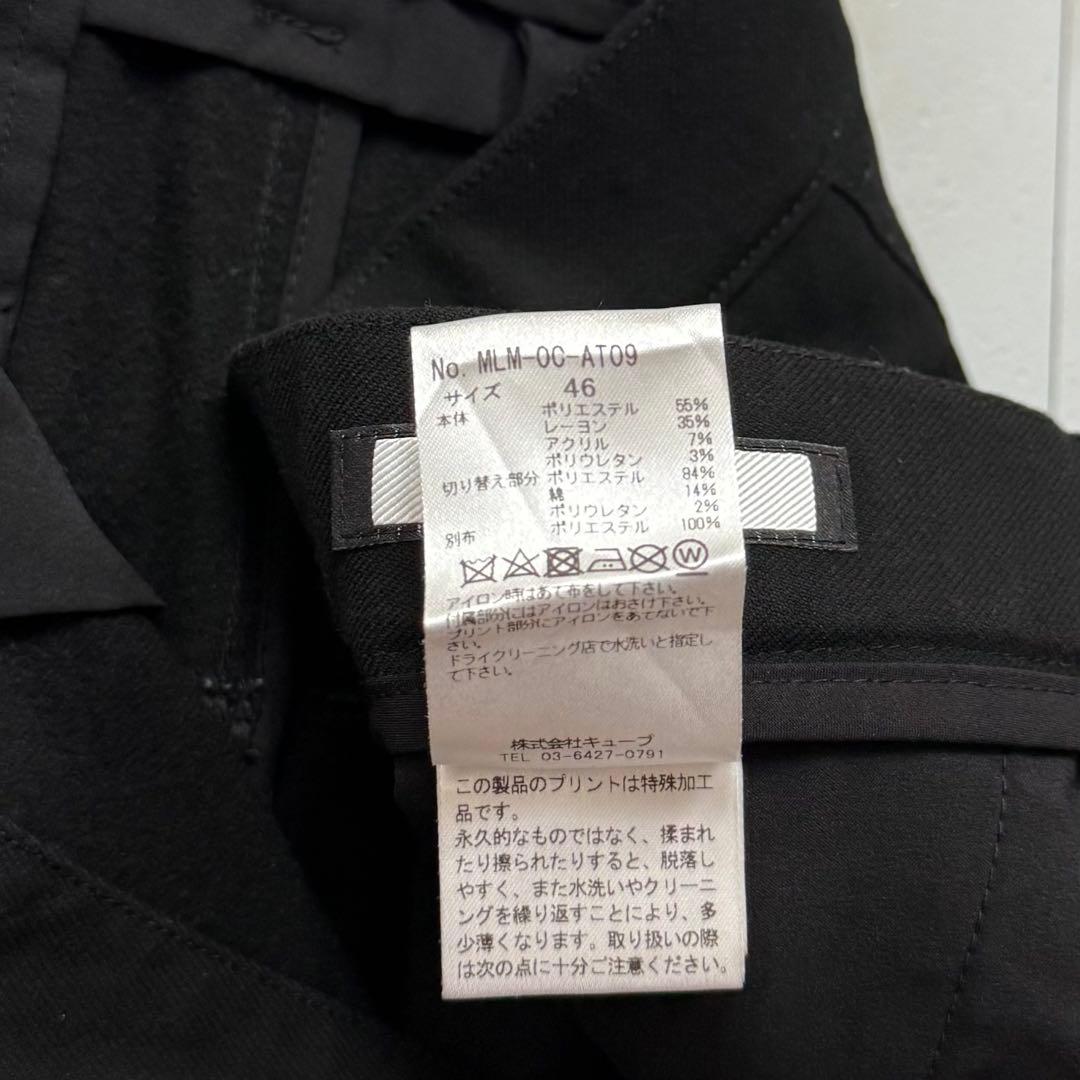 No. MLM-OC-AT09
サイズ 46
本体 ポリエステル 55%
レーヨン 35%
アクリル 7%
ポリウレタン 3%
切り替え部分 ポリエステル 84%
綿 14%
ポリウレタン 2%
別布 ポリエステル 100%
W
アイロン時はあて布をして下さい。
付属部分にはアイロンはおさけ下さい。
プリント部分にアイロンをあてないで下
さい。
ドライクリーニング店で水洗いと指定し
て下さい。
株式会社キューブ
TEL 03-6427-0791
この製品のプリントは特殊加工
品です。
永久的なものではなく、揉まれ
たり擦られたりすると、脱落し
やすく、また水洗いやクリーニ
ングを繰り返すことにより、多
少薄くなります。取り扱いの際
は次の点に十分ご注意ください。